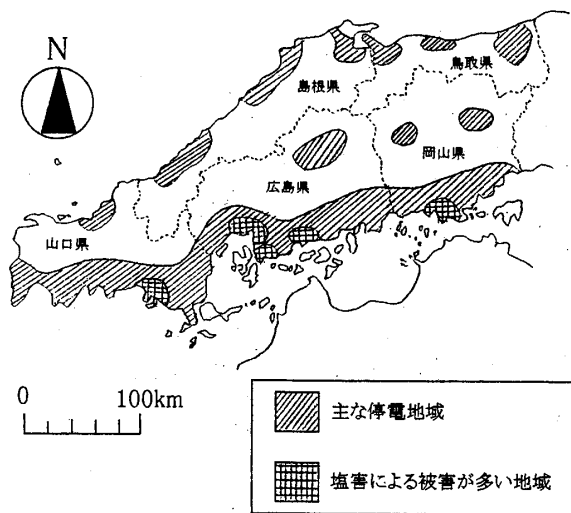 N
鳥取県
島根県
岡山県
広島県
山口県
0 100km
主な停電地域
塩害による被害が多い地域